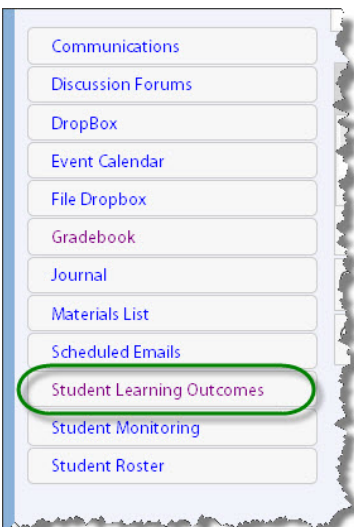 Communications
Discussion Forums
DropBox
Event Calendar
File Dropbox
Gradebook
Journal
Materials List
Scheduled Emails
Student Learning Outcomes
Student Monitoring
Student Roster